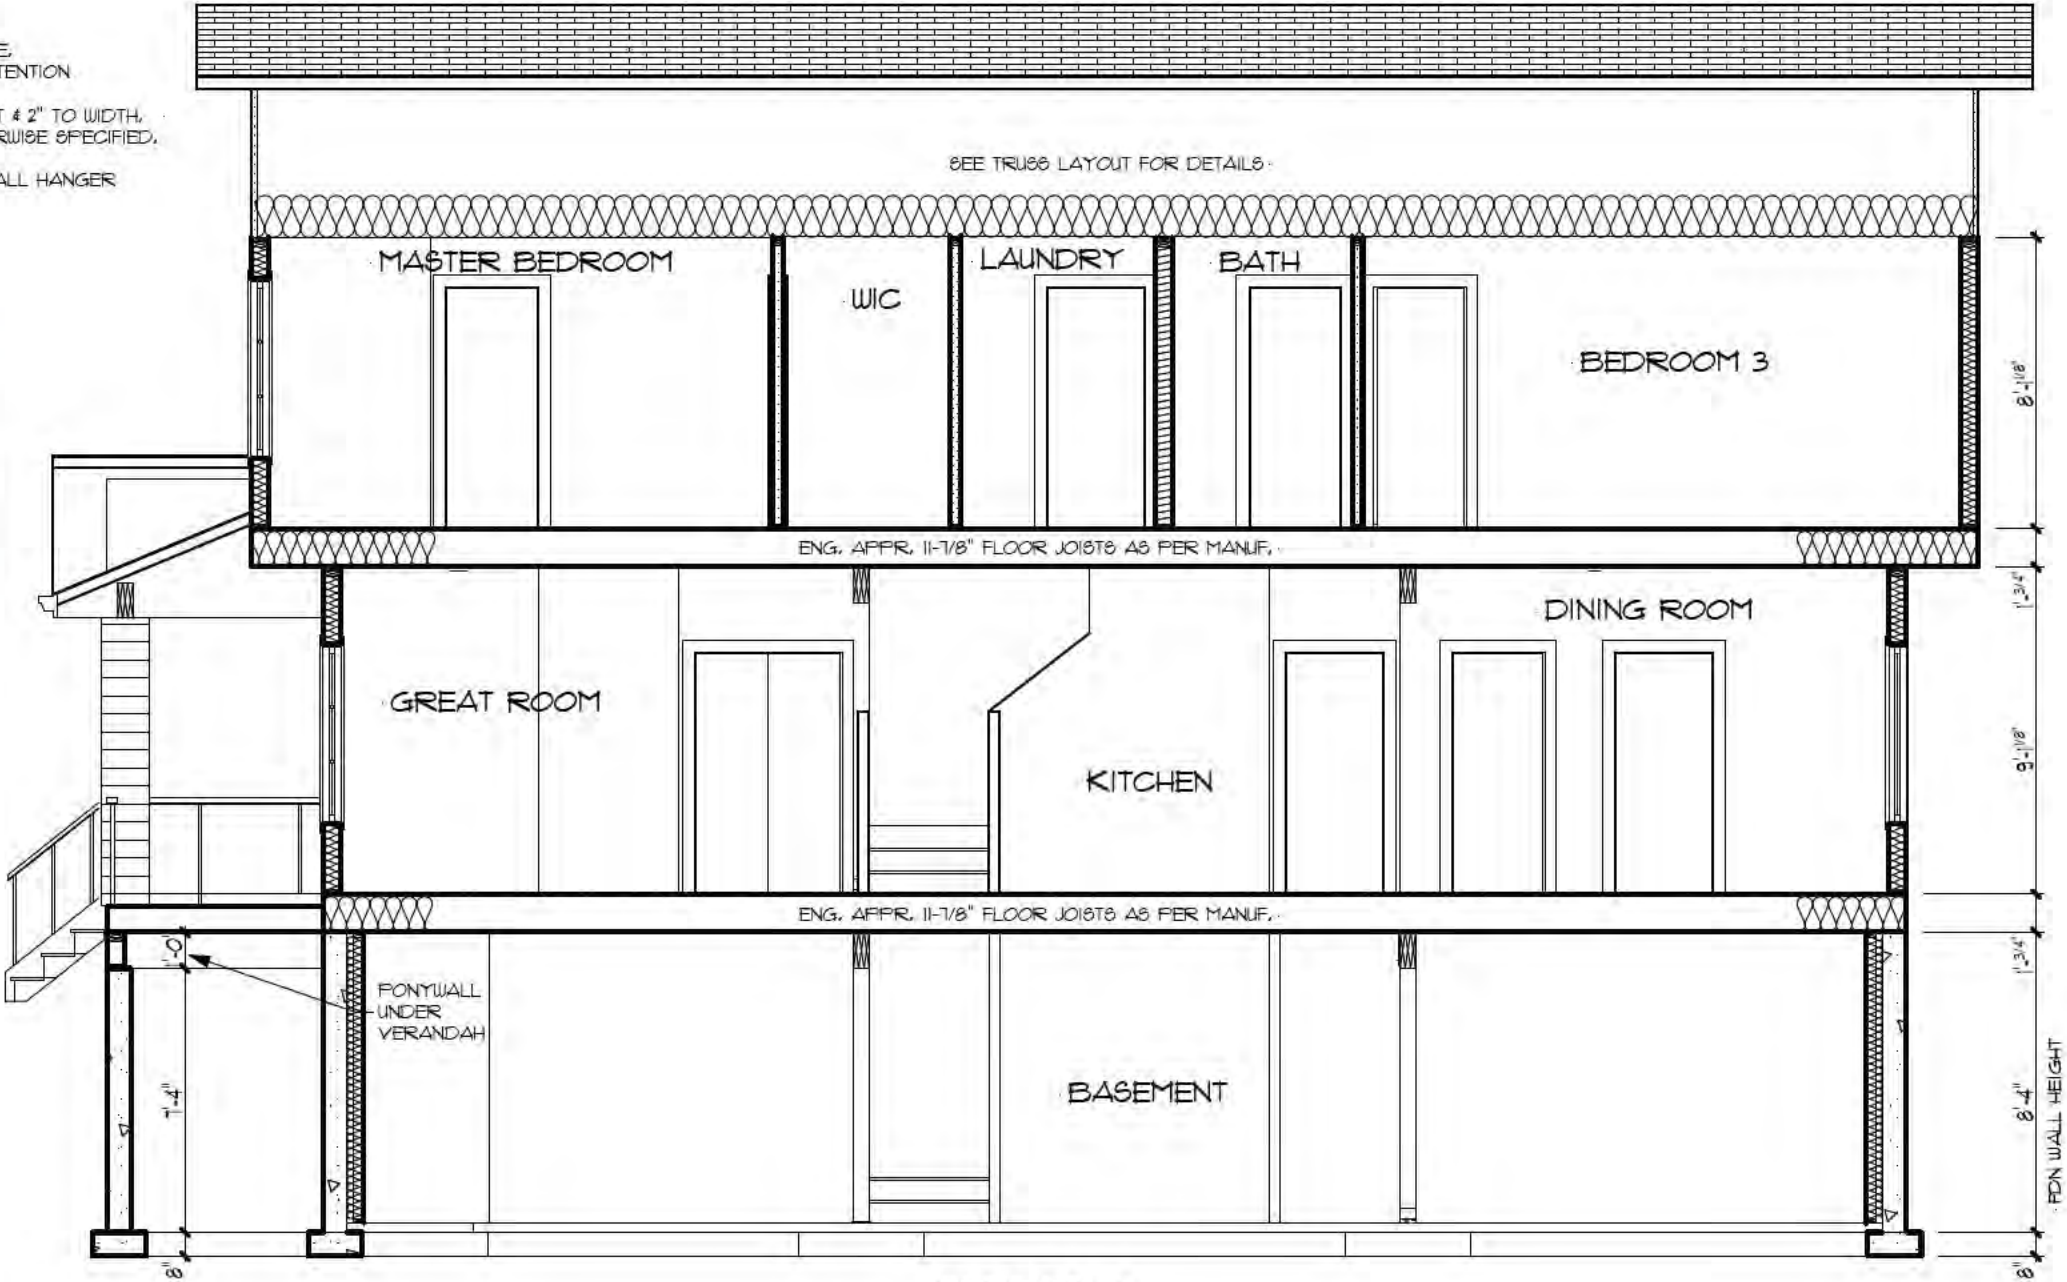 E,
TENTION
T & 2" TO WIDTH,
RWISE SPECIFIED.
ALL HANGER
SEE TRUSS LAYOUT FOR DETAILS
MASTER BEDROOM
WIC
LAUNDRY
BATH
BEDROOM 3
8'-1 1/8"
ENG. APPR. 11-7/8" FLOOR JOISTS AS PER MANUF.
1'-3/4"
GREAT ROOM
KITCHEN
DINING ROOM
9'-1 1/8"
ENG. APPR. 11-7/8" FLOOR JOISTS AS PER MANUF.
1'-3/4"
1'-0"
PONYWALL
UNDER
VERANDAH
7'-4"
BASEMENT
8'-4"
FDN WALL HEIGHT
8"
8"